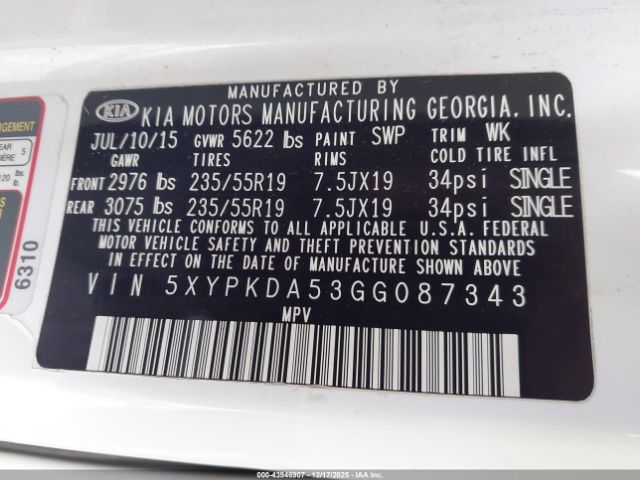 MANUFACTURED BY
KIA KIA MOTORS MANUFACTURING GEORGIA, INC.
JUL/10/15 GVWR 5622 lbs PAINT SWP TRIM WK
GAWR TIRES RIMS COLD TIRE INFL
FRONT 2976 lbs 235/55R19 7.5JX19 34psi SINGLE
REAR 3075 lbs 235/55R19 7.5JX19 34psi SINGLE
THIS VEHICLE CONFORMS TO ALL APPLICABLE U.S.A. FEDERAL
MOTOR VEHICLE SAFETY AND THEFT PREVENTION STANDARDS
IN EFFECT ON THE DATE OF MANUFACTURE SHOWN ABOVE
VIN 5XYPKDA53GG087343
MPV
6310
000-43946907 - 12/17/2025 - IAA